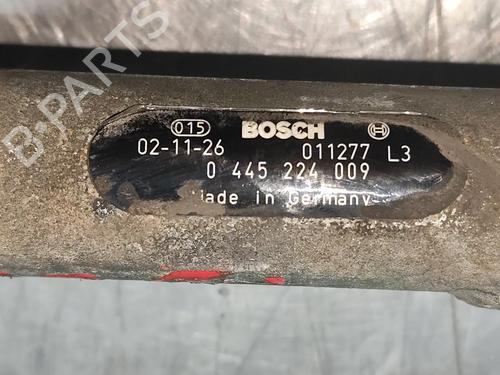 015 BOSCH
02-11-26 011277 L3
0 445 224 009
Made in Germany
B-PARTS